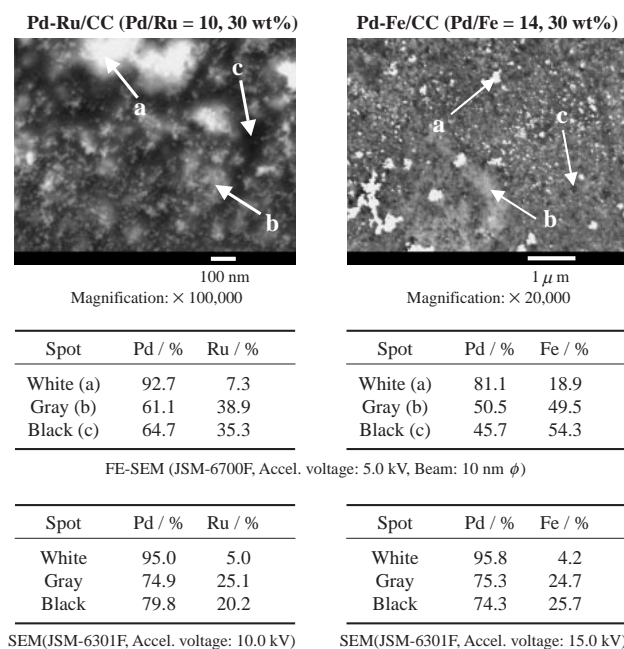 Pd-Ru/CC (Pd/Ru = 10, 30 wt%)
a
c
b
100 nm
Magnification: × 100,000
Spot Pd / % Ru / %
White (a) 92.7 7.3
Gray (b) 61.1 38.9
Black (c) 64.7 35.3
Pd-Fe/CC (Pd/Fe = 14, 30 wt%)
a
c
b
1 μ m
Magnification: × 20,000
Spot Pd / % Fe / %
White (a) 81.1 18.9
Gray (b) 50.5 49.5
Black (c) 45.7 54.3
FE-SEM (JSM-6700F, Accel. voltage: 5.0 kV, Beam: 10 nm ϕ)
Spot Pd / % Ru / %
White 95.0 5.0
Gray 74.9 25.1
Black 79.8 20.2
SEM(JSM-6301F, Accel. voltage: 10.0 kV)
Spot Pd / % Fe / %
White 95.8 4.2
Gray 75.3 24.7
Black 74.3 25.7
SEM(JSM-6301F, Accel. voltage: 15.0 kV)